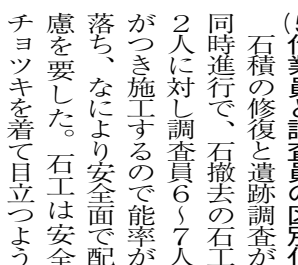 (5作業員と調査員の区別化
石積の修復と遺跡調査が
同時進行で、石撤去の石工
2人に対し調査員6〜7人
がつき施工するので能率が
落ち、なにより安全面で配
慮を要した。石工は安全
チョッキを着て目立つよう